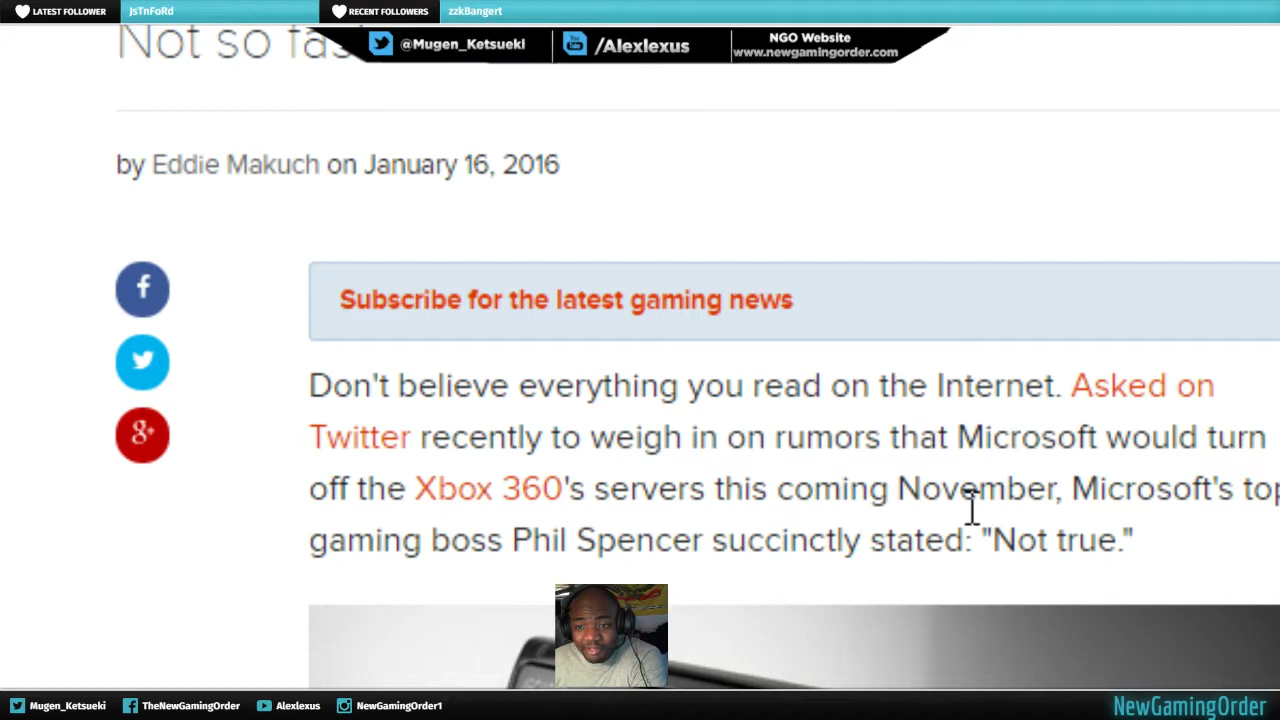 LATEST FOLLOWER JsTnFoRd RECENT FOLLOWERS zzkBangert
Not so fas
@Mugen_Ketsueki /Alexlexus NGO Website
www.newgamingorder.com
by Eddie Makuch on January 16, 2016
f
Subscribe for the latest gaming news
Don't believe everything you read on the Internet. Asked on
g+
Twitter recently to weigh in on rumors that Microsoft would turn
off the Xbox 360's servers this coming November, Microsoft's top
gaming boss Phil Spencer succinctly stated: "Not true."
Mugen_Ketsueki TheNewGamingOrder Alexlexus NewGamingOrder1 NewGamingOrder